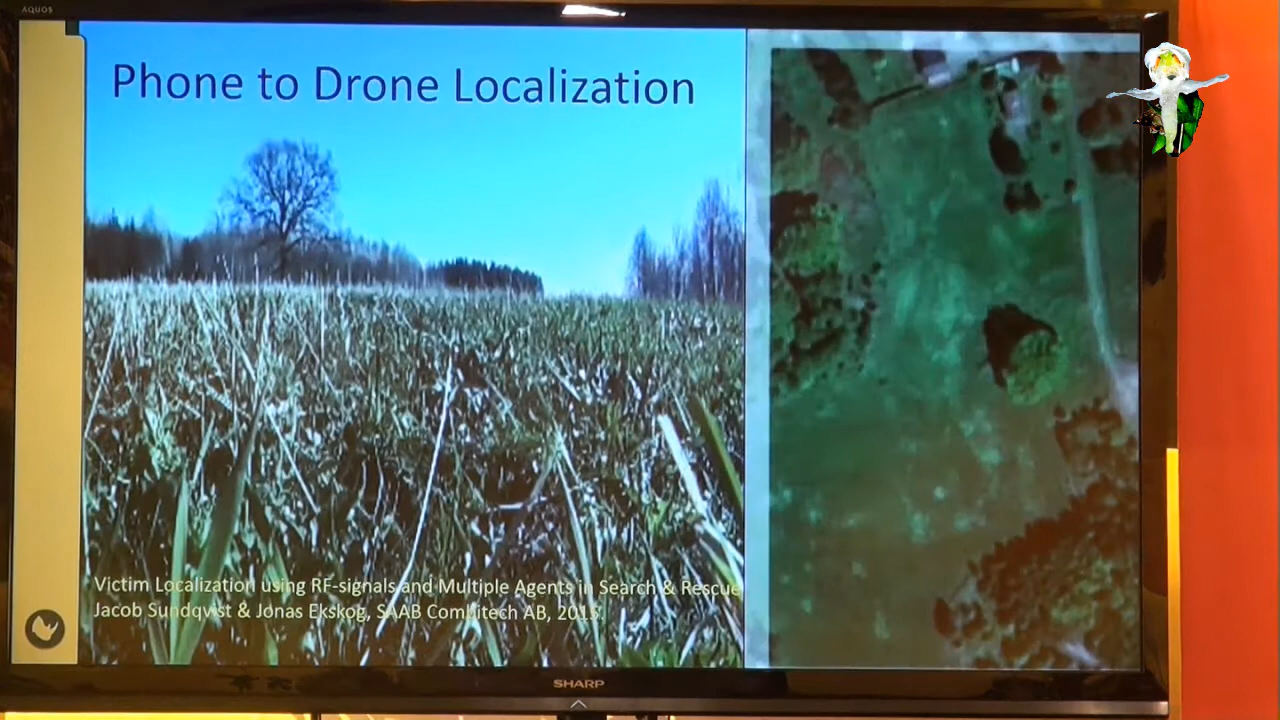 AQUOS
Phone to Drone Localization
Victim Localization using RF-signals and Multiple Agents in Search & Rescue
Jacob Sundqvist & Jonas Ekskog, SAAB Combitech AB, 2015.
SHARP